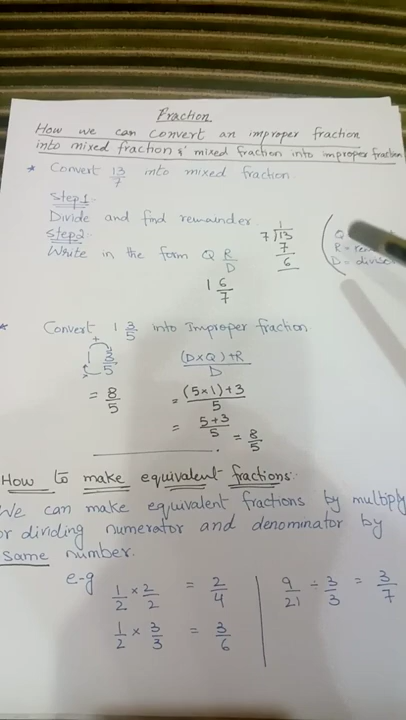 Fraction
How we can convert an improper fraction
into mixed fraction & mixed fraction into improper fraction
* Convert 13/7 into mixed fraction.
Step 1
Divide and find remainder
Step 2
Write in the form Q R/D
1 6/7
1
7)13
7
6
Q
R =
D = divisor
* Convert 1 3/5 into Improper fraction
+
1 3/5
×
= 8/5
(D×Q)+R/D
= (5×1)+3/5
= 5+3/5
= 8/5
How to make equivalent fractions:
We can make equivalent fractions by multiply
or dividing numerator and denominator by
same number.
e-g
1/2 × 2/2 = 2/4
1/2 × 3/3 = 3/6
9/21 ÷ 3/3 = 3/7